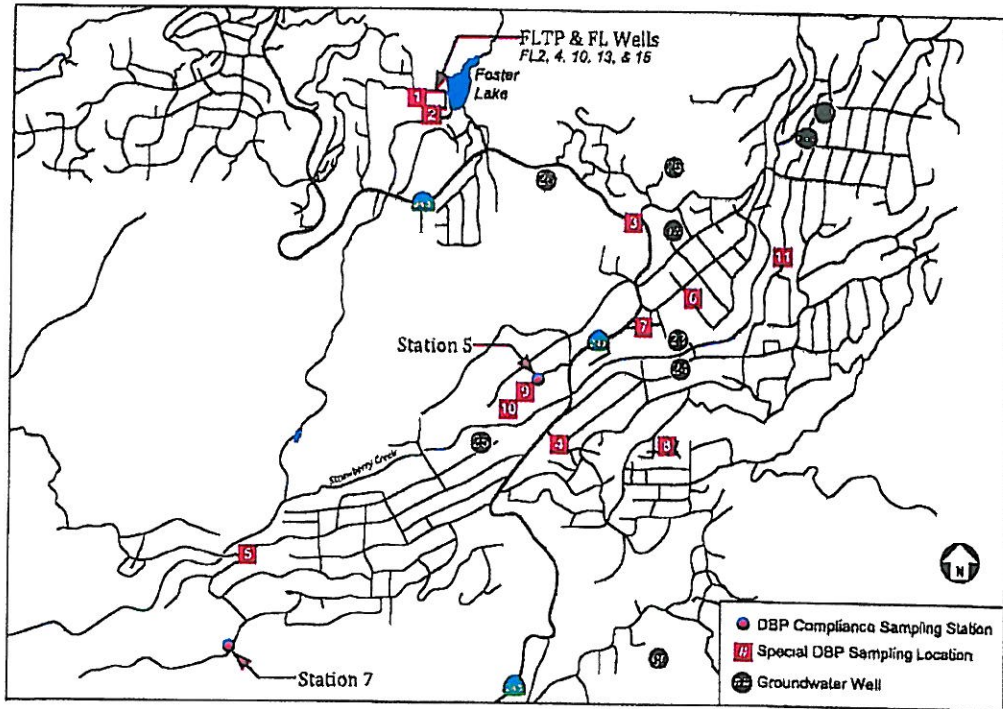 FLTP & FL Wells
FL2, 4, 10, 13, & 15
Foster
Lake
1
2
3
11
6
7
Station 5
9
10
4
Strawberry Creek
5
N
Station 7
DBP Compliance Sampling Station
# Special DBP Sampling Location
Groundwater Well